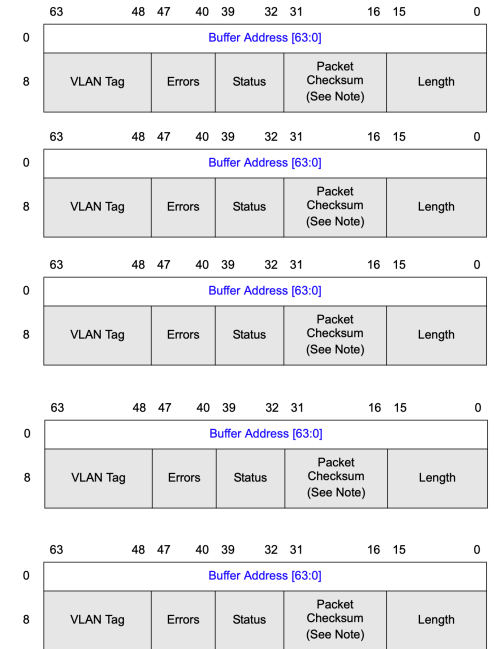 63 48 47 40 39 32 31 16 15 0
0 Buffer Address [63:0]
8 VLAN Tag Errors Status Packet Checksum (See Note) Length
63 48 47 40 39 32 31 16 15 0
0 Buffer Address [63:0]
8 VLAN Tag Errors Status Packet Checksum (See Note) Length
63 48 47 40 39 32 31 16 15 0
0 Buffer Address [63:0]
8 VLAN Tag Errors Status Packet Checksum (See Note) Length
63 48 47 40 39 32 31 16 15 0
0 Buffer Address [63:0]
8 VLAN Tag Errors Status Packet Checksum (See Note) Length
63 48 47 40 39 32 31 16 15 0
0 Buffer Address [63:0]
8 VLAN Tag Errors Status Packet Checksum (See Note) Length